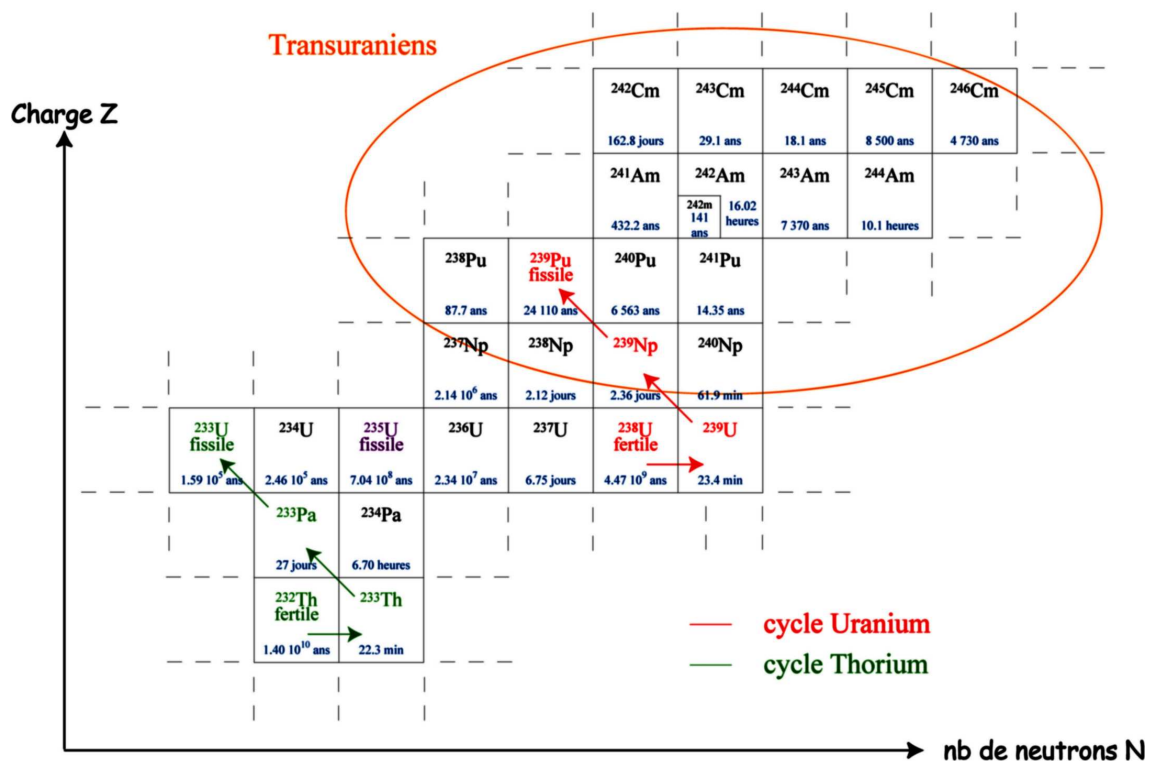 Transuraniens
Charge Z
²⁴²Cm ²⁴³Cm ²⁴⁴Cm ²⁴⁵Cm ²⁴⁶Cm
162.8 jours 29.1 ans 18.1 ans 8 500 ans 4 730 ans
²⁴¹Am ²⁴²Am ²⁴³Am ²⁴⁴Am
242m 16.02
432.2 ans 141 heures 7 370 ans 10.1 heures
ans
²³⁸Pu ²³⁹Pu ²⁴⁰Pu ²⁴¹Pu
fissile
87.7 ans 24 110 ans 6 563 ans 14.35 ans
²³⁷Np ²³⁸Np ²³⁹Np ²⁴⁰Np
2.14 10⁶ ans 2.12 jours 2.36 jours 61.9 min
²³³U ²³⁴U ²³⁵U ²³⁶U ²³⁷U ²³⁸U ²³⁹U
fissile fissile fertile
1.59 10⁵ ans 2.46 10⁵ ans 7.04 10⁸ ans 2.34 10⁷ ans 6.75 jours 4.47 10⁹ ans 23.4 min
²³³Pa ²³⁴Pa
27 jours 6.70 heures
²³²Th ²³³Th
fertile
1.40 10¹⁰ ans 22.3 min
cycle Uranium
cycle Thorium
nb de neutrons N